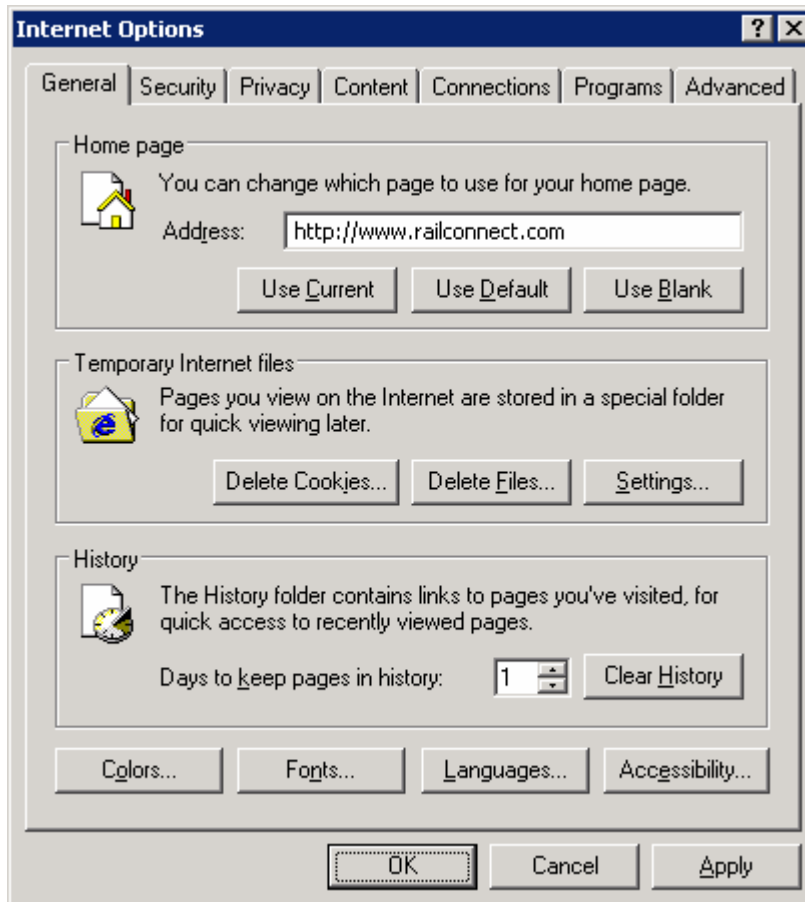 Internet Options
General Security Privacy Content Connections Programs Advanced
Home page
You can change which page to use for your home page.
Address: http://www.railconnect.com
Use Current Use Default Use Blank
Temporary Internet files
Pages you view on the Internet are stored in a special folder
for quick viewing later.
Delete Cookies... Delete Files... Settings...
History
The History folder contains links to pages you've visited, for
quick access to recently viewed pages.
Days to keep pages in history: 1 Clear History
Colors... Fonts... Languages... Accessibility...
OK Cancel Apply